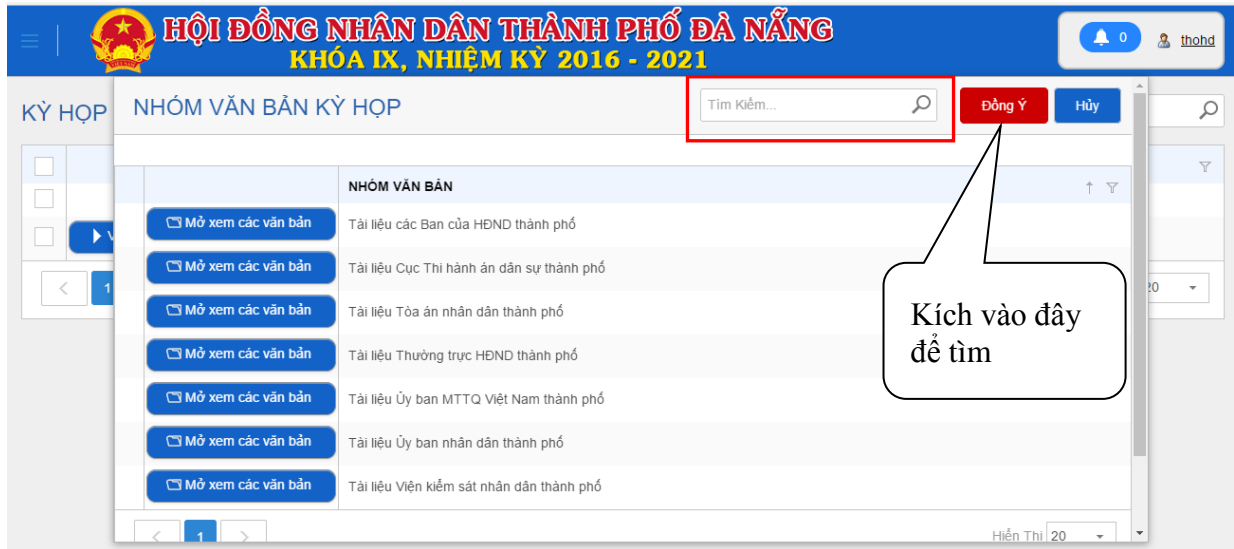 HỘI ĐỒNG NHÂN DÂN THÀNH PHỐ ĐÀ NẴNG
KHÓA IX, NHIỆM KỲ 2016 - 2021
0
thohd
KỲ HỌP
NHÓM VĂN BẢN KỲ HỌP
Tìm Kiếm...
Đồng Ý
Hủy
NHÓM VĂN BẢN
Mở xem các văn bản
Tài liệu các Ban của HĐND thành phố
Mở xem các văn bản
Tài liệu Cục Thi hành án dân sự thành phố
Mở xem các văn bản
Tài liệu Tòa án nhân dân thành phố
Mở xem các văn bản
Tài liệu Thường trực HĐND thành phố
Mở xem các văn bản
Tài liệu Ủy ban MTTQ Việt Nam thành phố
Mở xem các văn bản
Tài liệu Ủy ban nhân dân thành phố
Mở xem các văn bản
Tài liệu Viện kiểm sát nhân dân thành phố
Kích vào đây
để tìm
1
1
Hiển Thị 20